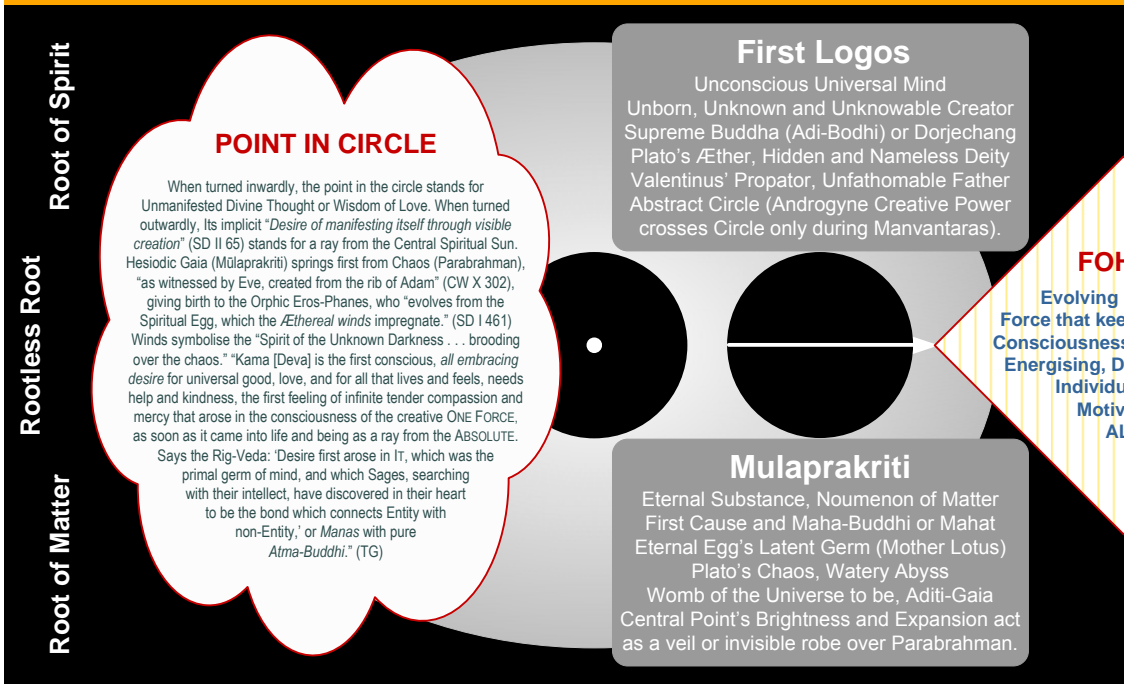 Root of Spirit
Rootless Root
Root of Matter
POINT IN CIRCLE
When turned inwardly, the point in the circle stands for
Unmanifested Divine Thought or Wisdom of Love. When turned
outwardly, Its implicit “Desire of manifesting itself through visible
creation” (SD II 65) stands for a ray from the Central Spiritual Sun.
Hesiodic Gaia (Mūlaprakriti) springs first from Chaos (Parabrahman),
“as witnessed by Eve, created from the rib of Adam” (CW X 302),
giving birth to the Orphic Eros-Phanes, who “evolves from the
Spiritual Egg, which the Æthereal winds impregnate.” (SD I 461)
Winds symbolise the “Spirit of the Unknown Darkness . . . brooding
over the chaos.” “Kama [Deva] is the first conscious, all embracing
desire for universal good, love, and for all that lives and feels, needs
help and kindness, the first feeling of infinite tender compassion and
mercy that arose in the consciousness of the creative ONE FORCE,
as soon as it came into life and being as a ray from the ABSOLUTE.
Says the Rig-Veda: ‘Desire first arose in IT, which was the
primal germ of mind, and which Sages, searching
with their intellect, have discovered in their heart
to be the bond which connects Entity with
non-Entity,’ or Manas with pure
Atma-Buddhi.” (TG)
First Logos
Unconscious Universal Mind
Unborn, Unknown and Unknowable Creator
Supreme Buddha (Adi-Bodhi) or Dorjechang
Plato’s Æther, Hidden and Nameless Deity
Valentinus’ Propator, Unfathomable Father
Abstract Circle (Androgyne Creative Power
crosses Circle only during Manvantaras).
Mulaprakriti
Eternal Substance, Noumenon of Matter
First Cause and Maha-Buddhi or Mahat
Eternal Egg’s Latent Germ (Mother Lotus)
Plato’s Chaos, Watery Abyss
Womb of the Universe to be, Aditi-Gaia
Central Point’s Brightness and Expansion act
as a veil or invisible robe over Parabrahman.
FOH
Evolving
Force that kee
Consciousness
Energising, D
Individu
Motiv
AL